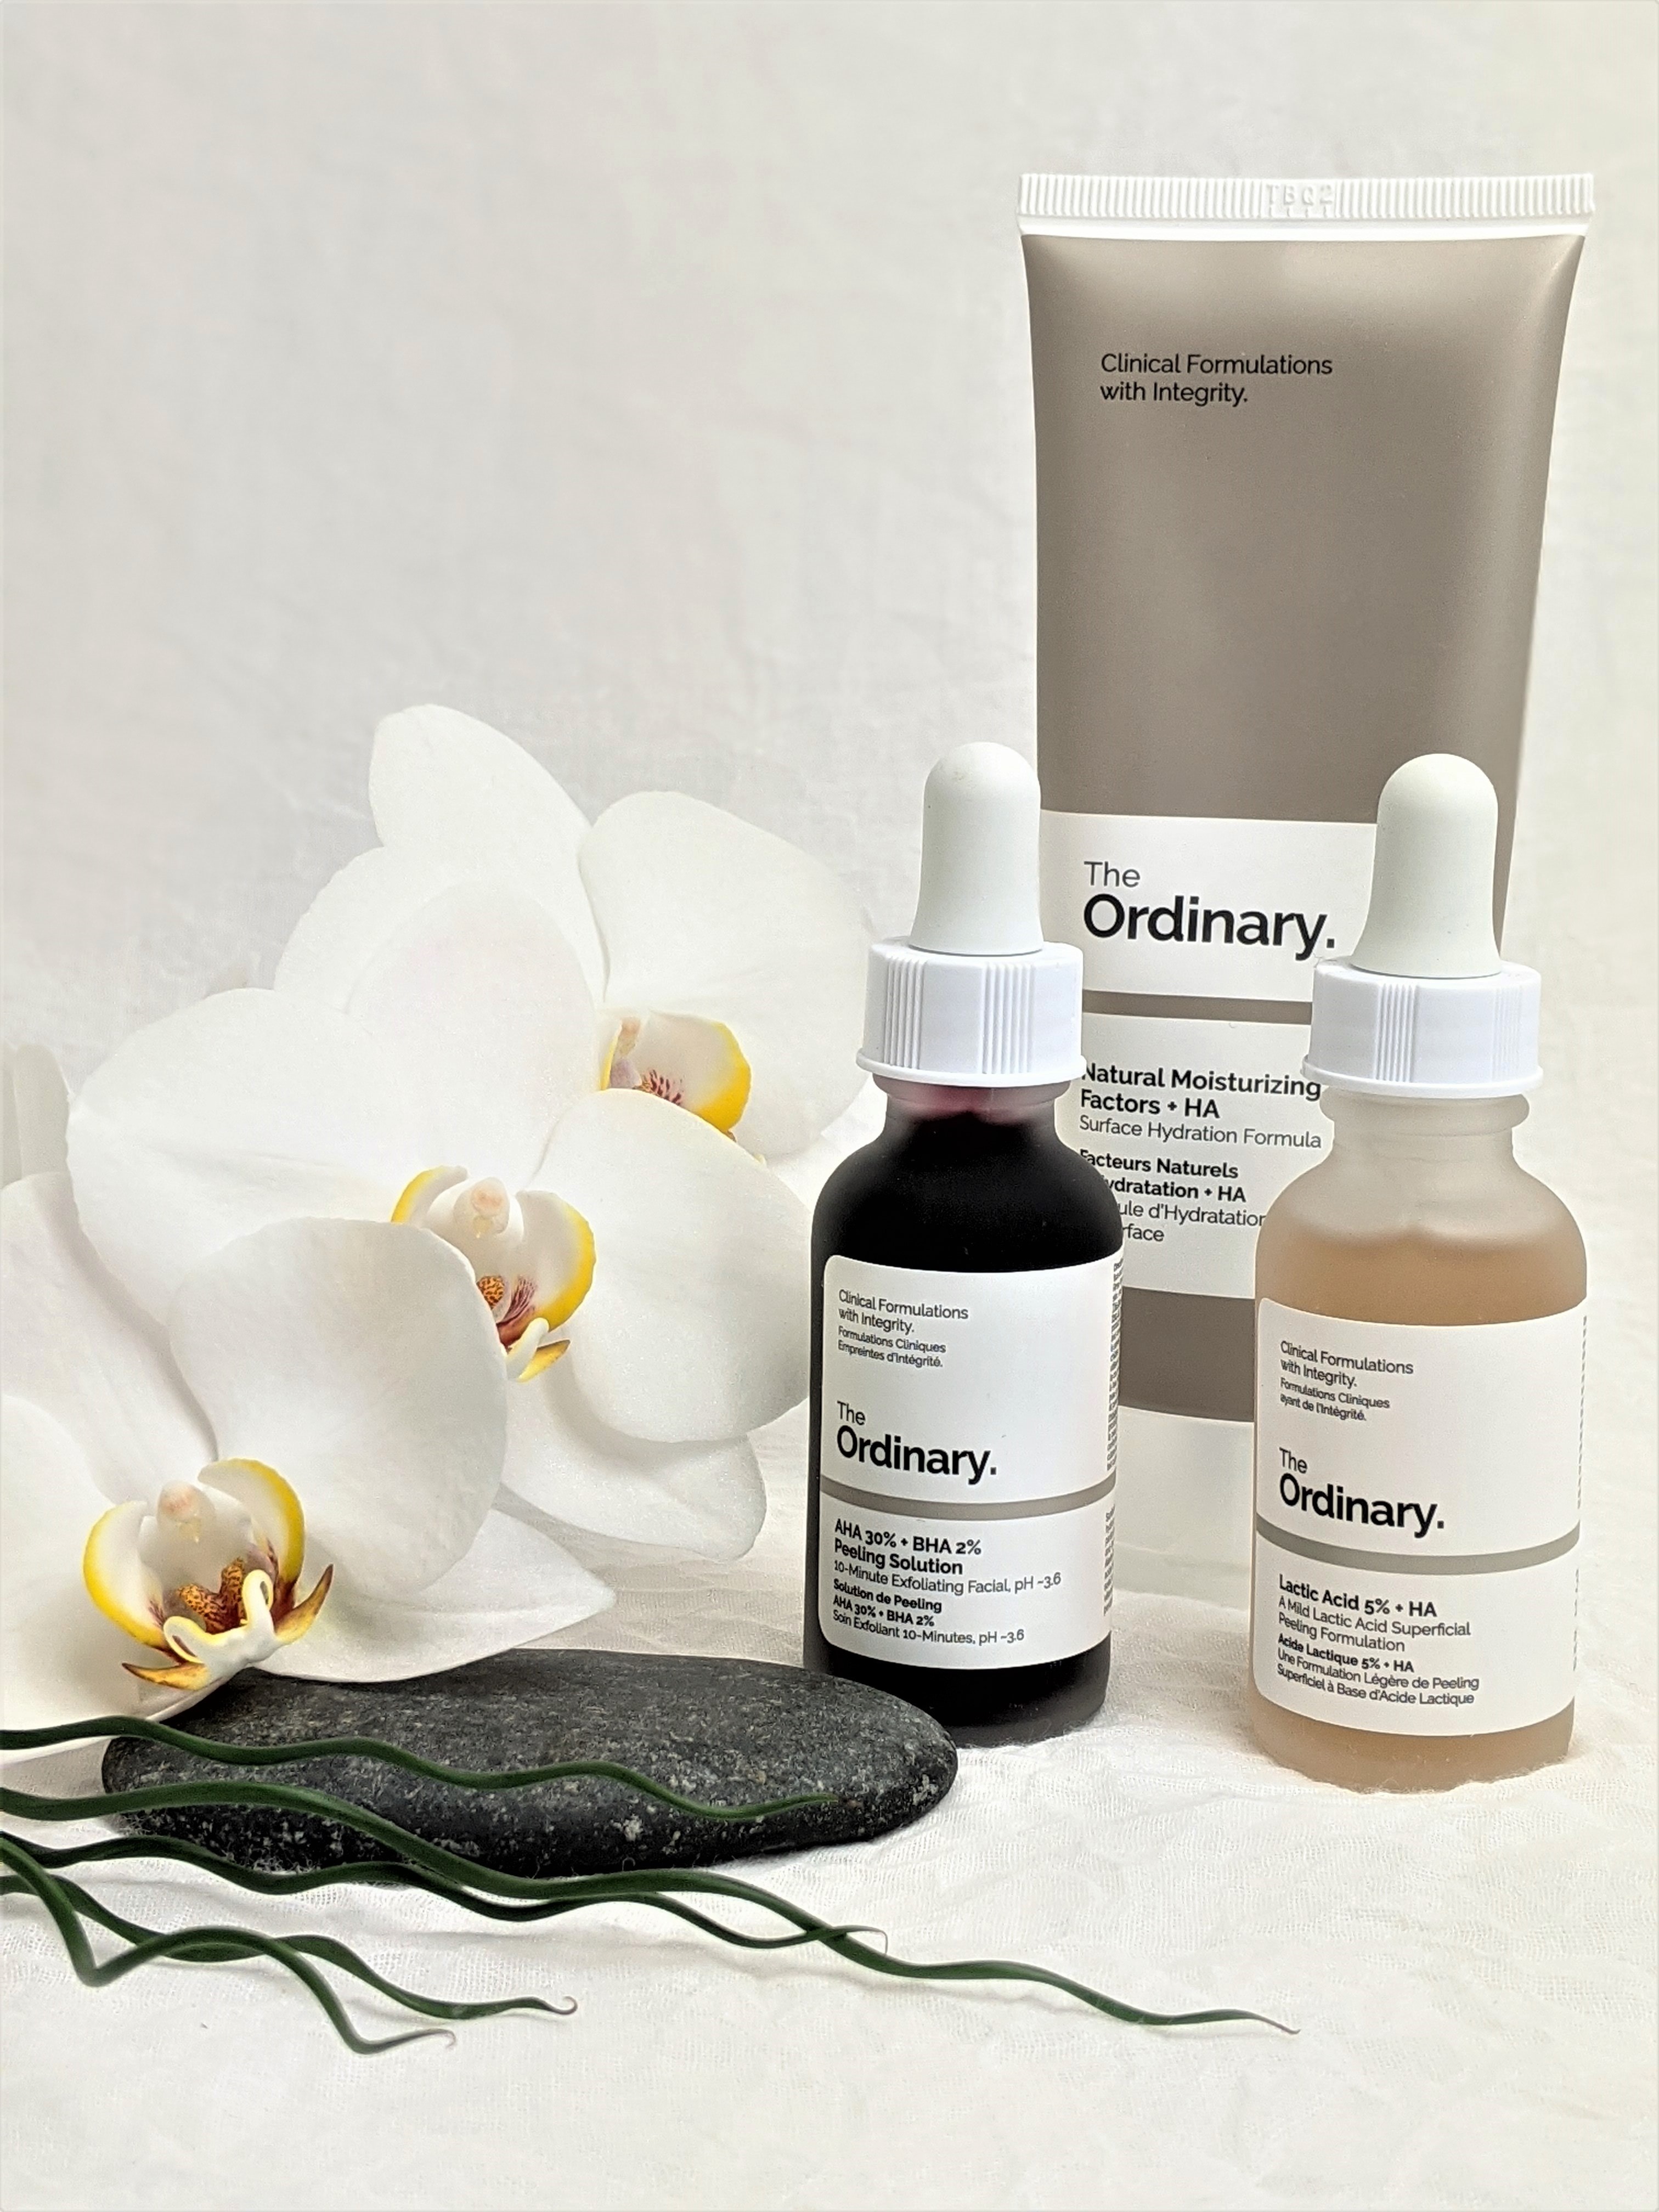 TBQ2
Clinical Formulations
with Integrity.
The
Ordinary.
Natural Moisturizing
Factors + HA
Surface Hydration Formula
Facteurs Naturels
+ HA
d'Hydratation
Clinical Formulations
with Integrity.
Formulations Cliniques
Empreintes d'Intégrité.
The
Ordinary.
AHA 30% + BHA 2%
Peeling Solution
10-Minute Exfoliating Facial, pH ~3.6
Solution de Peeling
AHA 30% + BHA 2%
Soin Exfoliant 10-Minutes, pH ~3.6
Clinical Formulations
with Integrity.
Formulations Cliniques
ayant de l'Intégrité.
The
Ordinary.
Lactic Acid 5% + HA
A Mild Lactic Acid Superficial
Peeling Formulation
Acide Lactique 5% + HA
Une Formulation Légère de Peeling
Superficiel à Base d'Acide Lactique